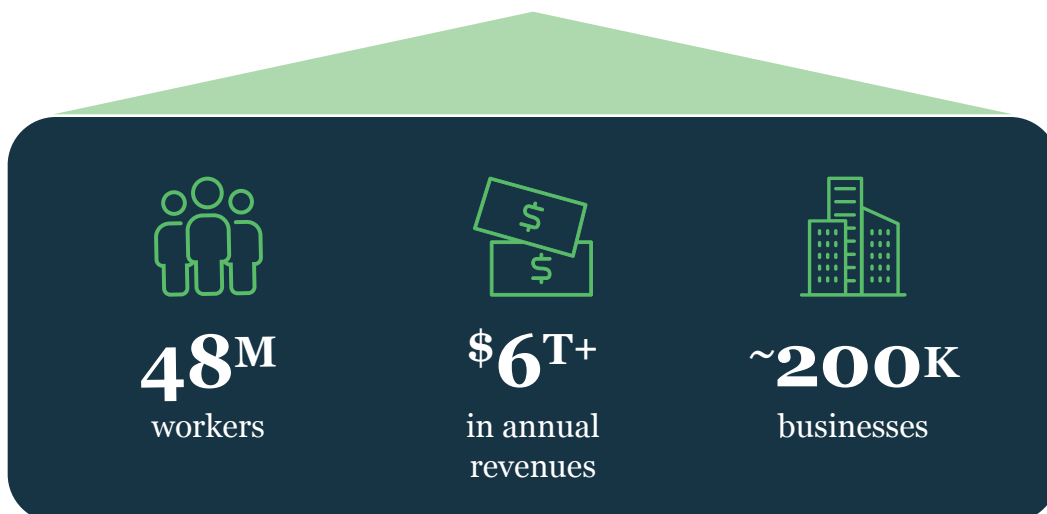 48M
workers
$6T+
in annual
revenues
~200K
businesses